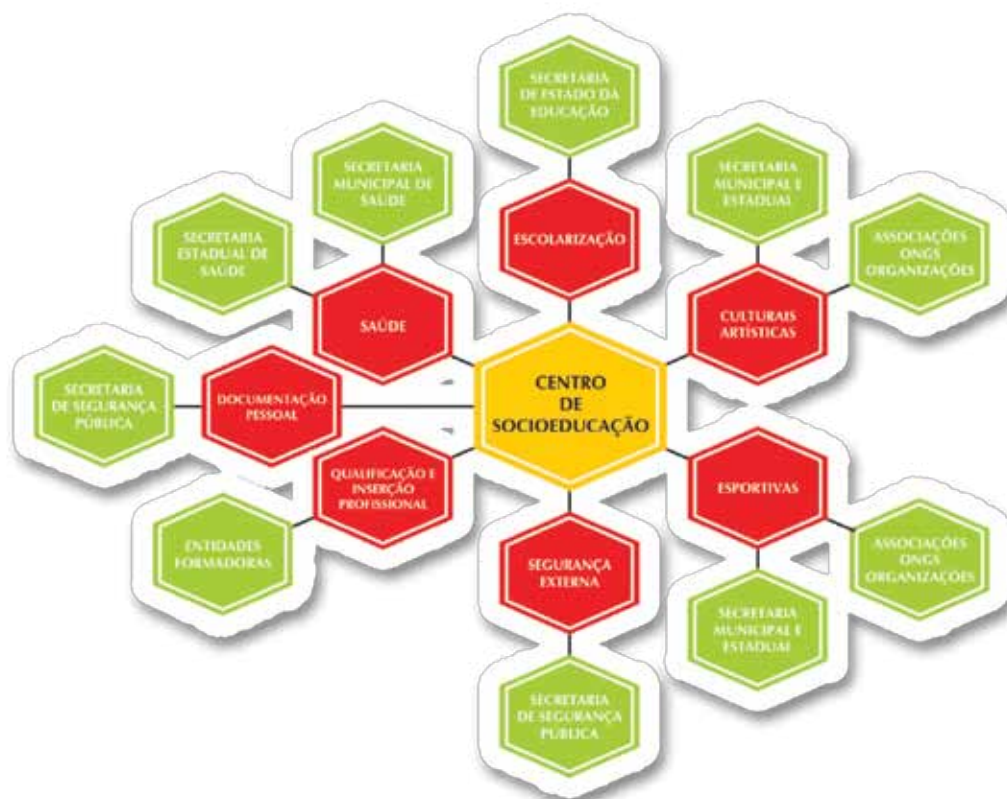 SECRETARIA
DE ESTADO DA
EDUCAÇÃO
SECRETARIA
MUNICIPAL DE
SAÚDE
SECRETARIA
MUNICIPAL E
ESTADUAL
SECRETARIA
ESTADUAL DE
SAÚDE
ESCOLARIZAÇÃO
ASSOCIAÇÕES
ONGS
ORGANIZAÇÕES
SAÚDE
CULTURAIS
ARTÍSTICAS
SECRETARIA
DE SEGURANÇA
PÚBLICA
DOCUMENTAÇÃO
PESSOAL
CENTRO
DE
SOCIOEDUCAÇÃO
QUALIFICAÇÃO E
INSERÇÃO
PROFISSIONAL
ESPORTIVAS
ENTIDADES
FORMADORAS
SEGURANÇA
EXTERNA
ASSOCIAÇÕES
ONGS
ORGANIZAÇÕES
SECRETARIA
MUNICIPAL E
ESTADUAL
SECRETARIA
DE SEGURANÇA
PÚBLICA